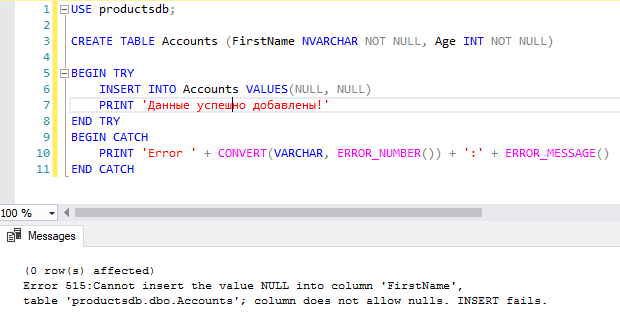 1 USE productsdb;
2
3 CREATE TABLE Accounts (FirstName NVARCHAR NOT NULL, Age INT NOT NULL)
4
5 BEGIN TRY
6 INSERT INTO Accounts VALUES(NULL, NULL)
7 PRINT 'Данные успешно добавлены!'
8 END TRY
9 BEGIN CATCH
10 PRINT 'Error ' + CONVERT(VARCHAR, ERROR_NUMBER()) + ':' + ERROR_MESSAGE()
11 END CATCH
100 %
Messages
(0 row(s) affected)
Error 515:Cannot insert the value NULL into column 'FirstName',
table 'productsdb.dbo.Accounts'; column does not allow nulls. INSERT fails.